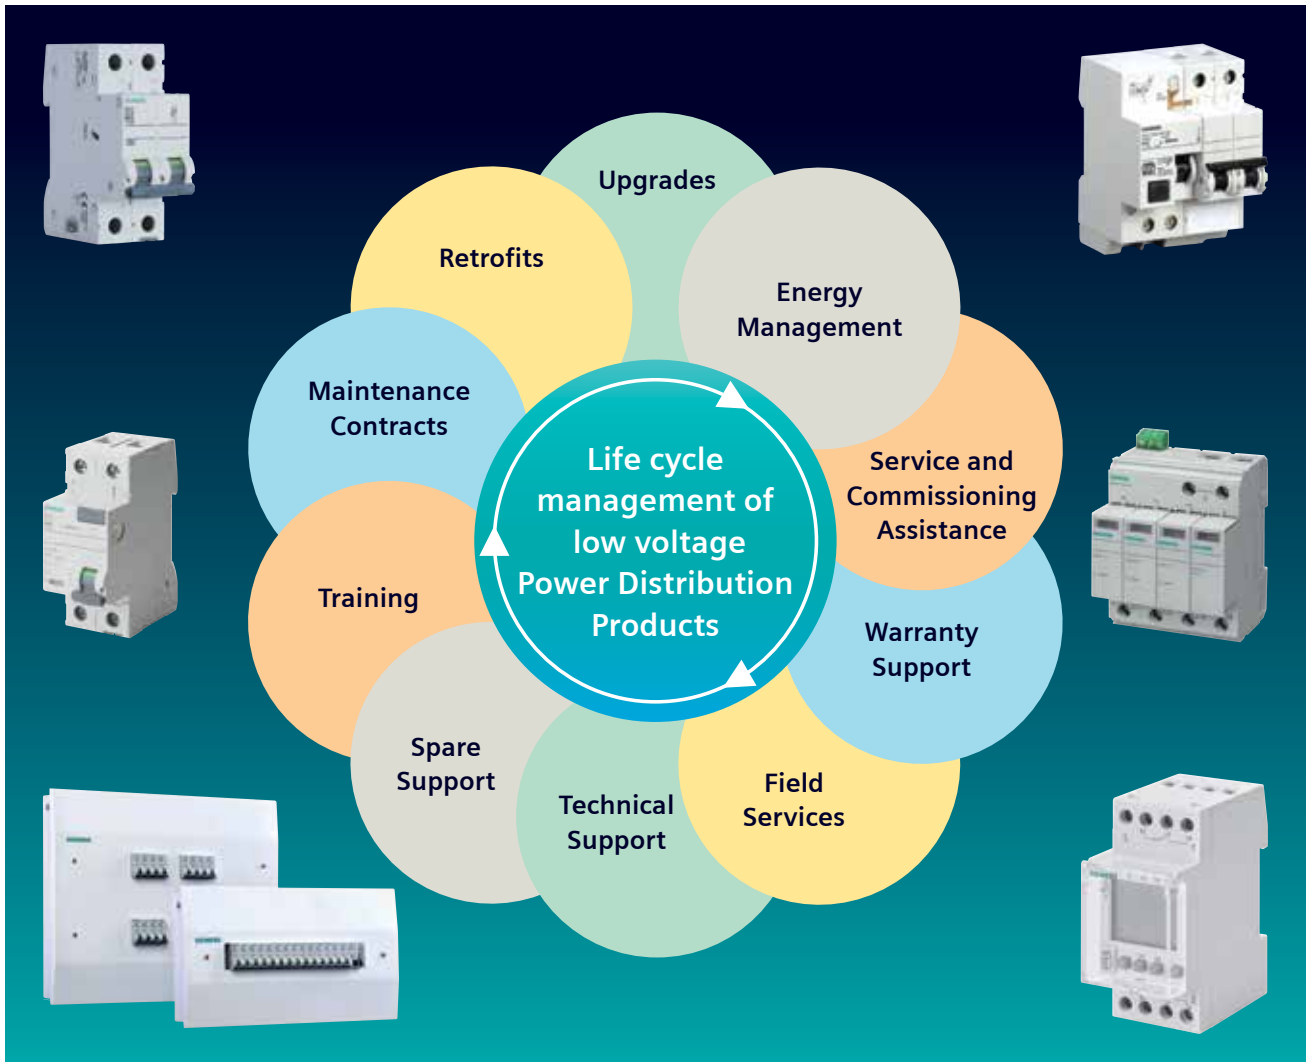 Upgrades
Retrofits
Energy
Management
Maintenance
Contracts
Life cycle
management of
low voltage
Power Distribution
Products
Service and
Commissioning
Assistance
Training
Warranty
Support
Spare
Support
Technical
Support
Field
Services